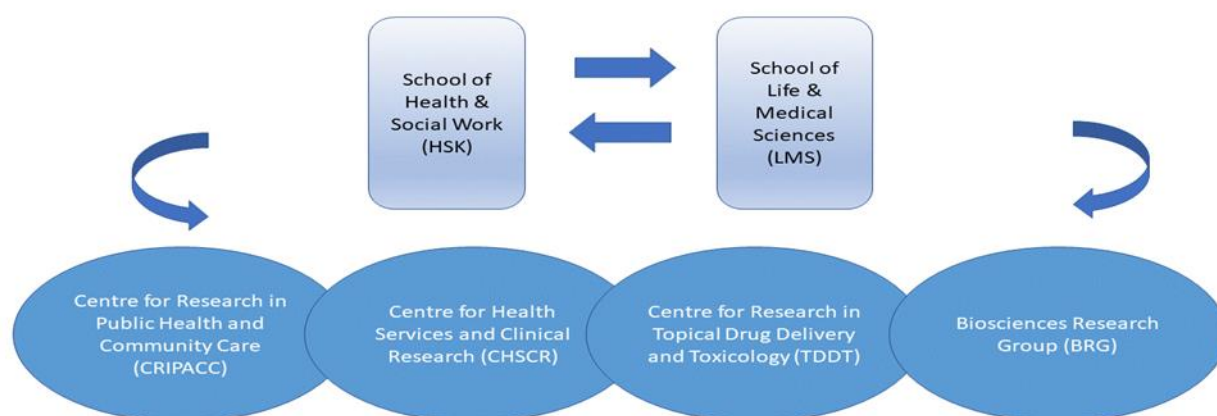 School of
Health &
Social Work
(HSK)
School of
Life &
Medical
Sciences
(LMS)
Centre for Research in
Public Health and
Community Care
(CRIPACC)
Centre for Health
Services and Clinical
Research (CHSCR)
Centre for Research in
Topical Drug Delivery
and Toxicology (TDDT)
Biosciences Research
Group (BRG)